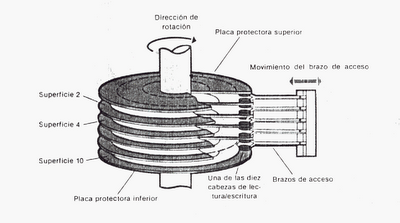 Dirección de
rotación
Placa protectora superior
Movimiento del brazo de acceso
Superficie 2
Superficie 4
Superficie 10
Placa protectora inferior
Una de las diez
cabezas de lec-
tura/escritura
Brazos de acceso